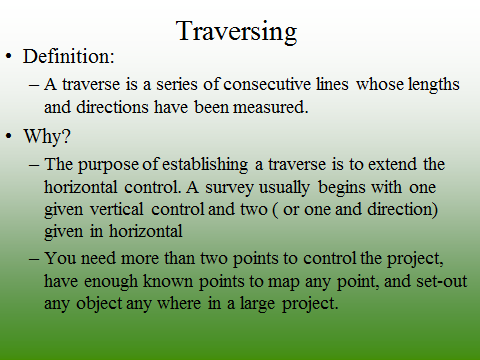 Traversing
• Definition:
– A traverse is a series of consecutive lines whose lengths
and directions have been measured.
• Why?
– The purpose of establishing a traverse is to extend the
horizontal control. A survey usually begins with one
given vertical control and two ( or one and direction)
given in horizontal
– You need more than two points to control the project,
have enough known points to map any point, and set-out
any object any where in a large project.